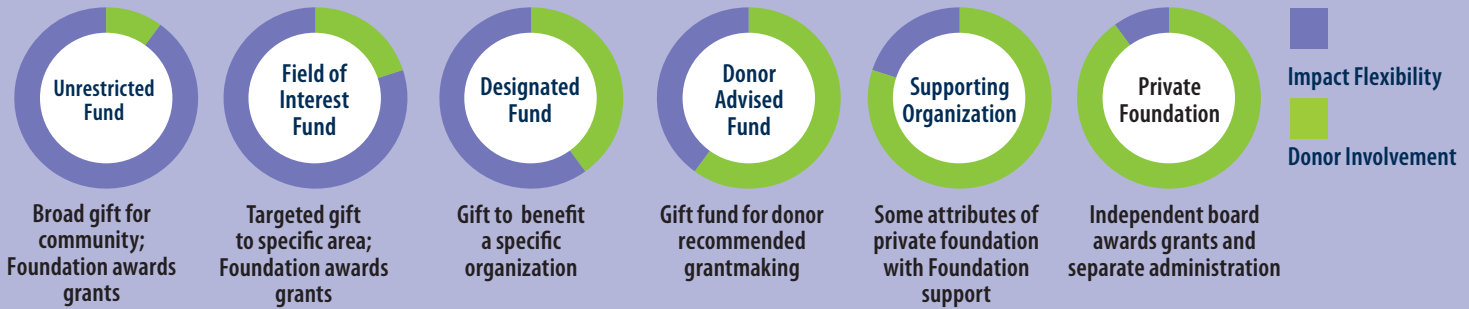 Unrestricted
Fund
Broad gift for
community;
Foundation awards
grants
Field of
Interest
Fund
Targeted gift
to specific area;
Foundation awards
grants
Designated
Fund
Gift to benefit
a specific
organization
Donor
Advised
Fund
Gift fund for donor
recommended
grantmaking
Supporting
Organization
Some attributes of
private foundation
with Foundation
support
Private
Foundation
Independent board
awards grants and
separate administration
Impact Flexibility
Donor Involvement